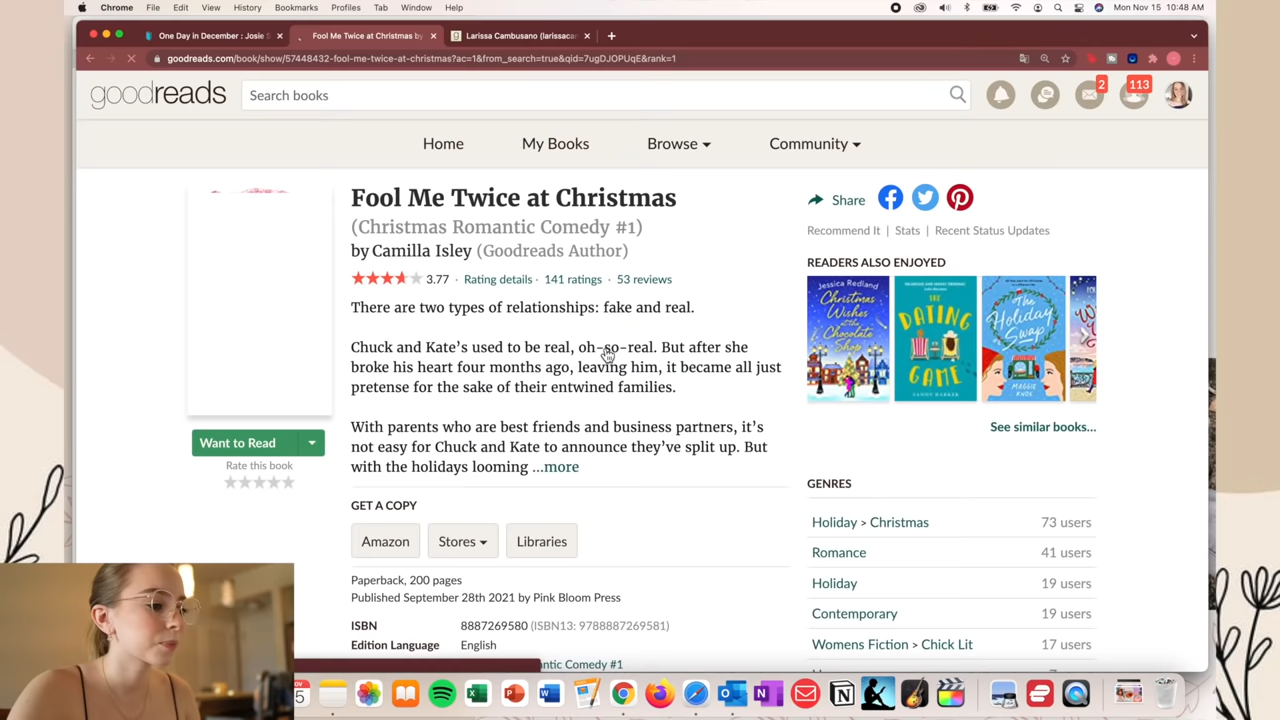 Chrome File Edit View History Bookmarks Profiles Tab Window Help Mon Nov 15 10:48 AM
One Day in December : Josie S Fool Me Twice at Christmas by Larissa Cambusano (larissaca
goodreads.com/book/show/57448432-fool-me-twice-at-christmas?ac=1&from_search=true&qid=7ugDJOPUqE&rank=1
goodreads Search books 2 113
Home My Books Browse Community
Fool Me Twice at Christmas
(Christmas Romantic Comedy #1)
by Camilla Isley (Goodreads Author)
3.77 · Rating details · 141 ratings · 53 reviews
There are two types of relationships: fake and real.
Chuck and Kate's used to be real, oh-so-real. But after she
broke his heart four months ago, leaving him, it became all just
pretense for the sake of their entwined families.
With parents who are best friends and business partners, it's
not easy for Chuck and Kate to announce they've split up. But
with the holidays looming ...more
Want to Read
Rate this book
GET A COPY
Amazon Stores Libraries
Paperback, 200 pages
Published September 28th 2021 by Pink Bloom Press
ISBN 8887269580 (ISBN13: 9788887269581)
Edition Language English
ntic Comedy #1
Share
Recommend It | Stats | Recent Status Updates
READERS ALSO ENJOYED
Jessica Redland
Christmas
Wishes
at the
Chocolate
Shop
THE
DATING
GAME
SANDY BARKER
The
Holiday
Swap
MAGGIE
KNOX
See similar books...
GENRES
Holiday > Christmas 73 users
Romance 41 users
Holiday 19 users
Contemporary 19 users
Womens Fiction > Chick Lit 17 users